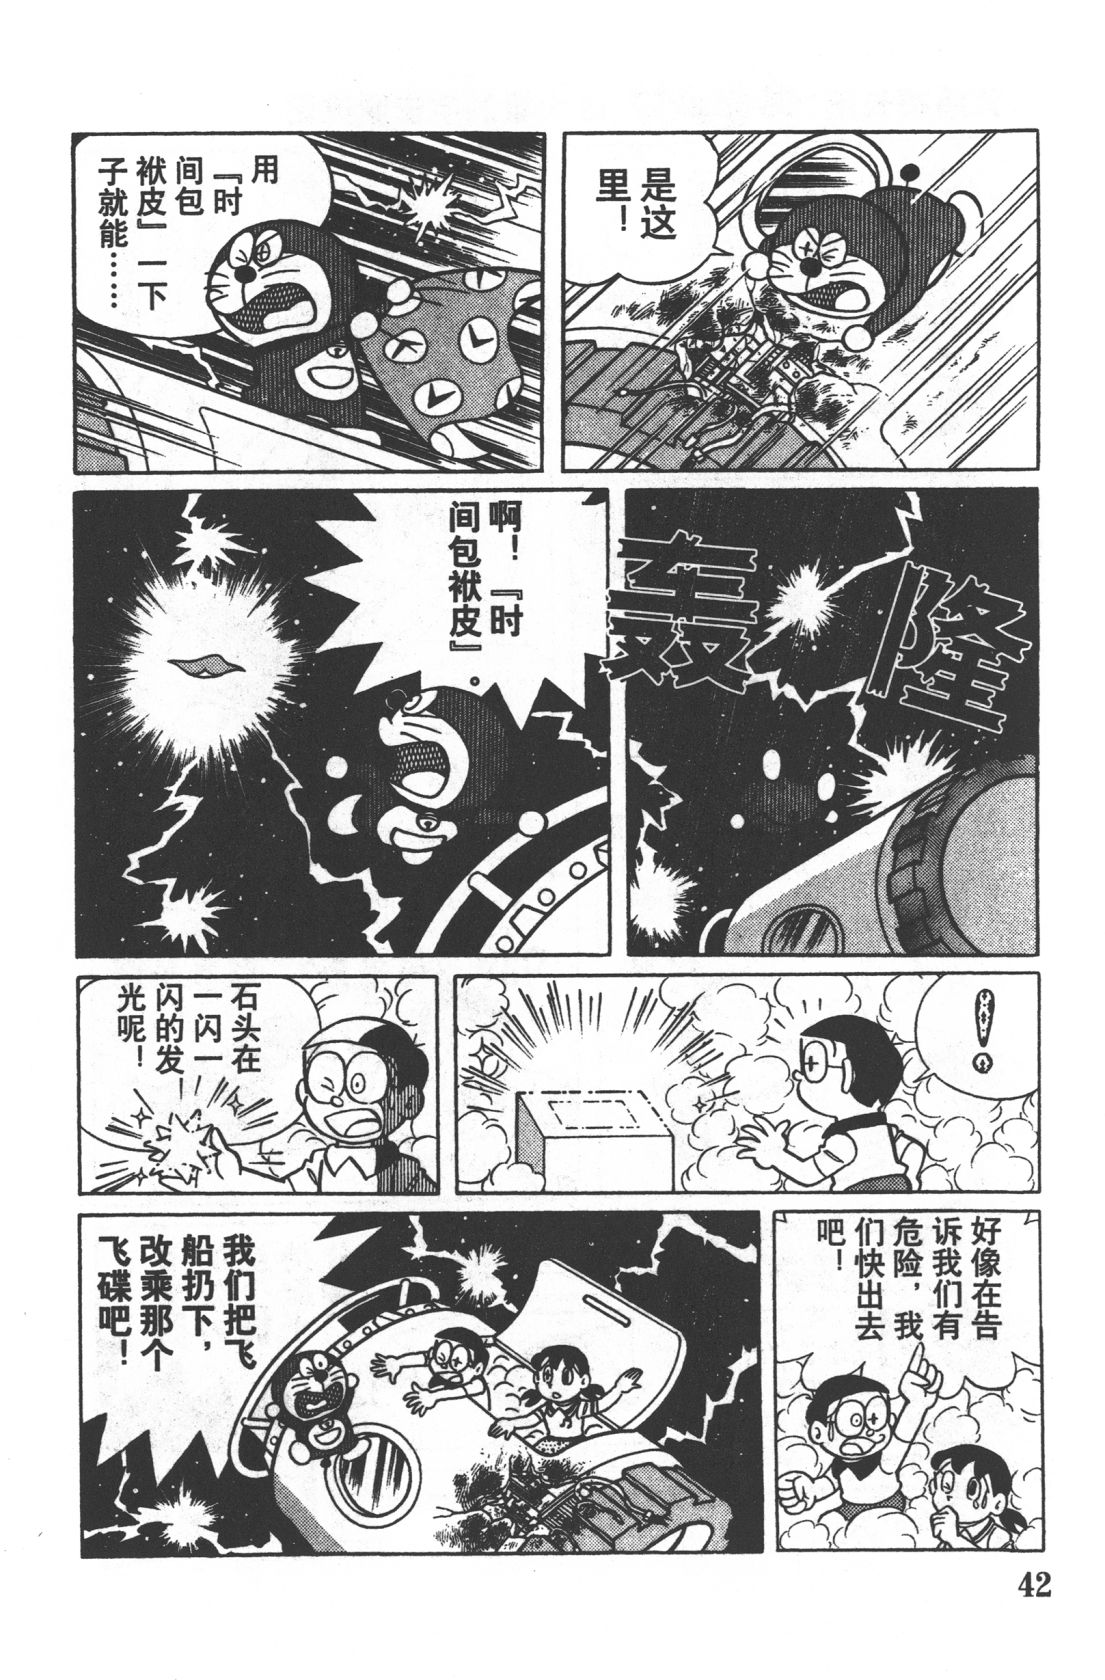 是这
里！
用
『时
间包
袱皮』一下
子就能……
轰隆
啊！『时
间包袱皮』。
！
石头在
一闪一
闪的发
光呢！
好像在告
诉我们有
危险，我
们快出去
吧！
我们把飞
船扔下，
改乘那个
飞碟吧！
42